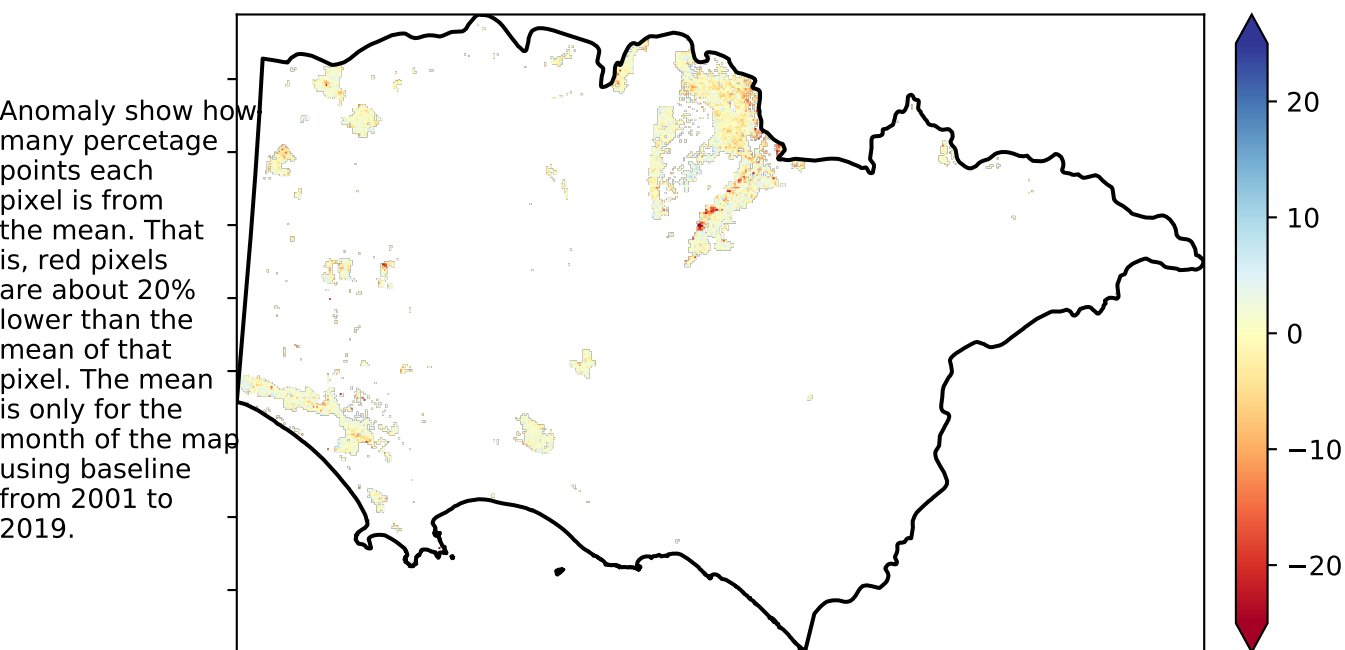 Anomaly show how
many percetage
points each
pixel is from
the mean. That
is, red pixels
are about 20%
lower than the
mean of that
pixel. The mean
is only for the
month of the map
using baseline
from 2001 to
2019.
20
10
0
−10
−20